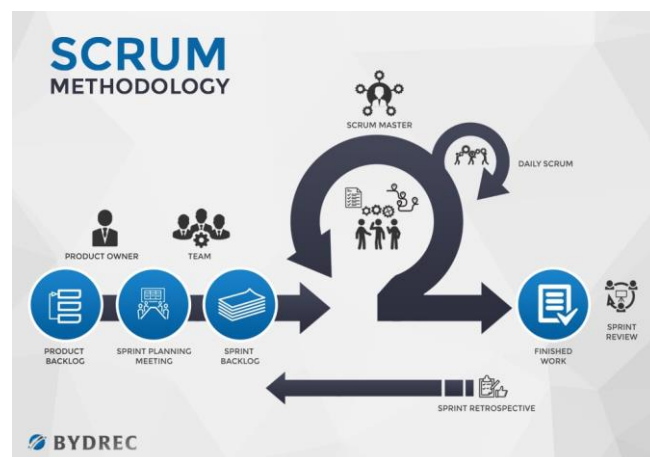 SCRUM
METHODOLOGY
SCRUM MASTER
DAILY SCRUM
PRODUCT OWNER
TEAM
PRODUCT
BACKLOG
SPRINT PLANNING
MEETING
SPRINT
BACKLOG
FINISHED
WORK
SPRINT
REVIEW
SPRINT RETROSPECTIVE
BYDREC